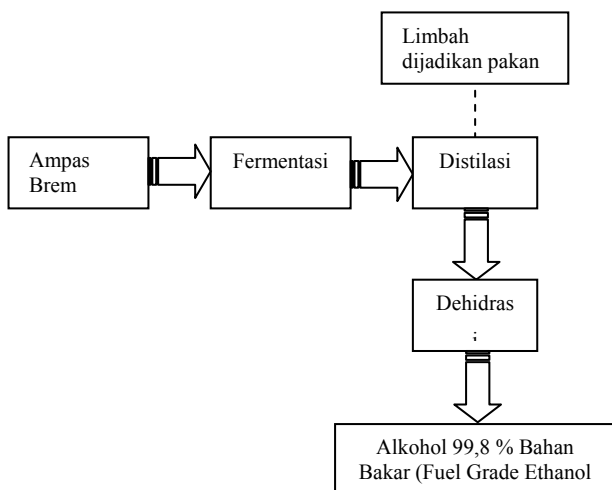 Limbah
dijadikan pakan
Ampas
Brem
Fermentasi
Distilasi
Dehidras
Alkohol 99,8 % Bahan
Bakar (Fuel Grade Ethanol